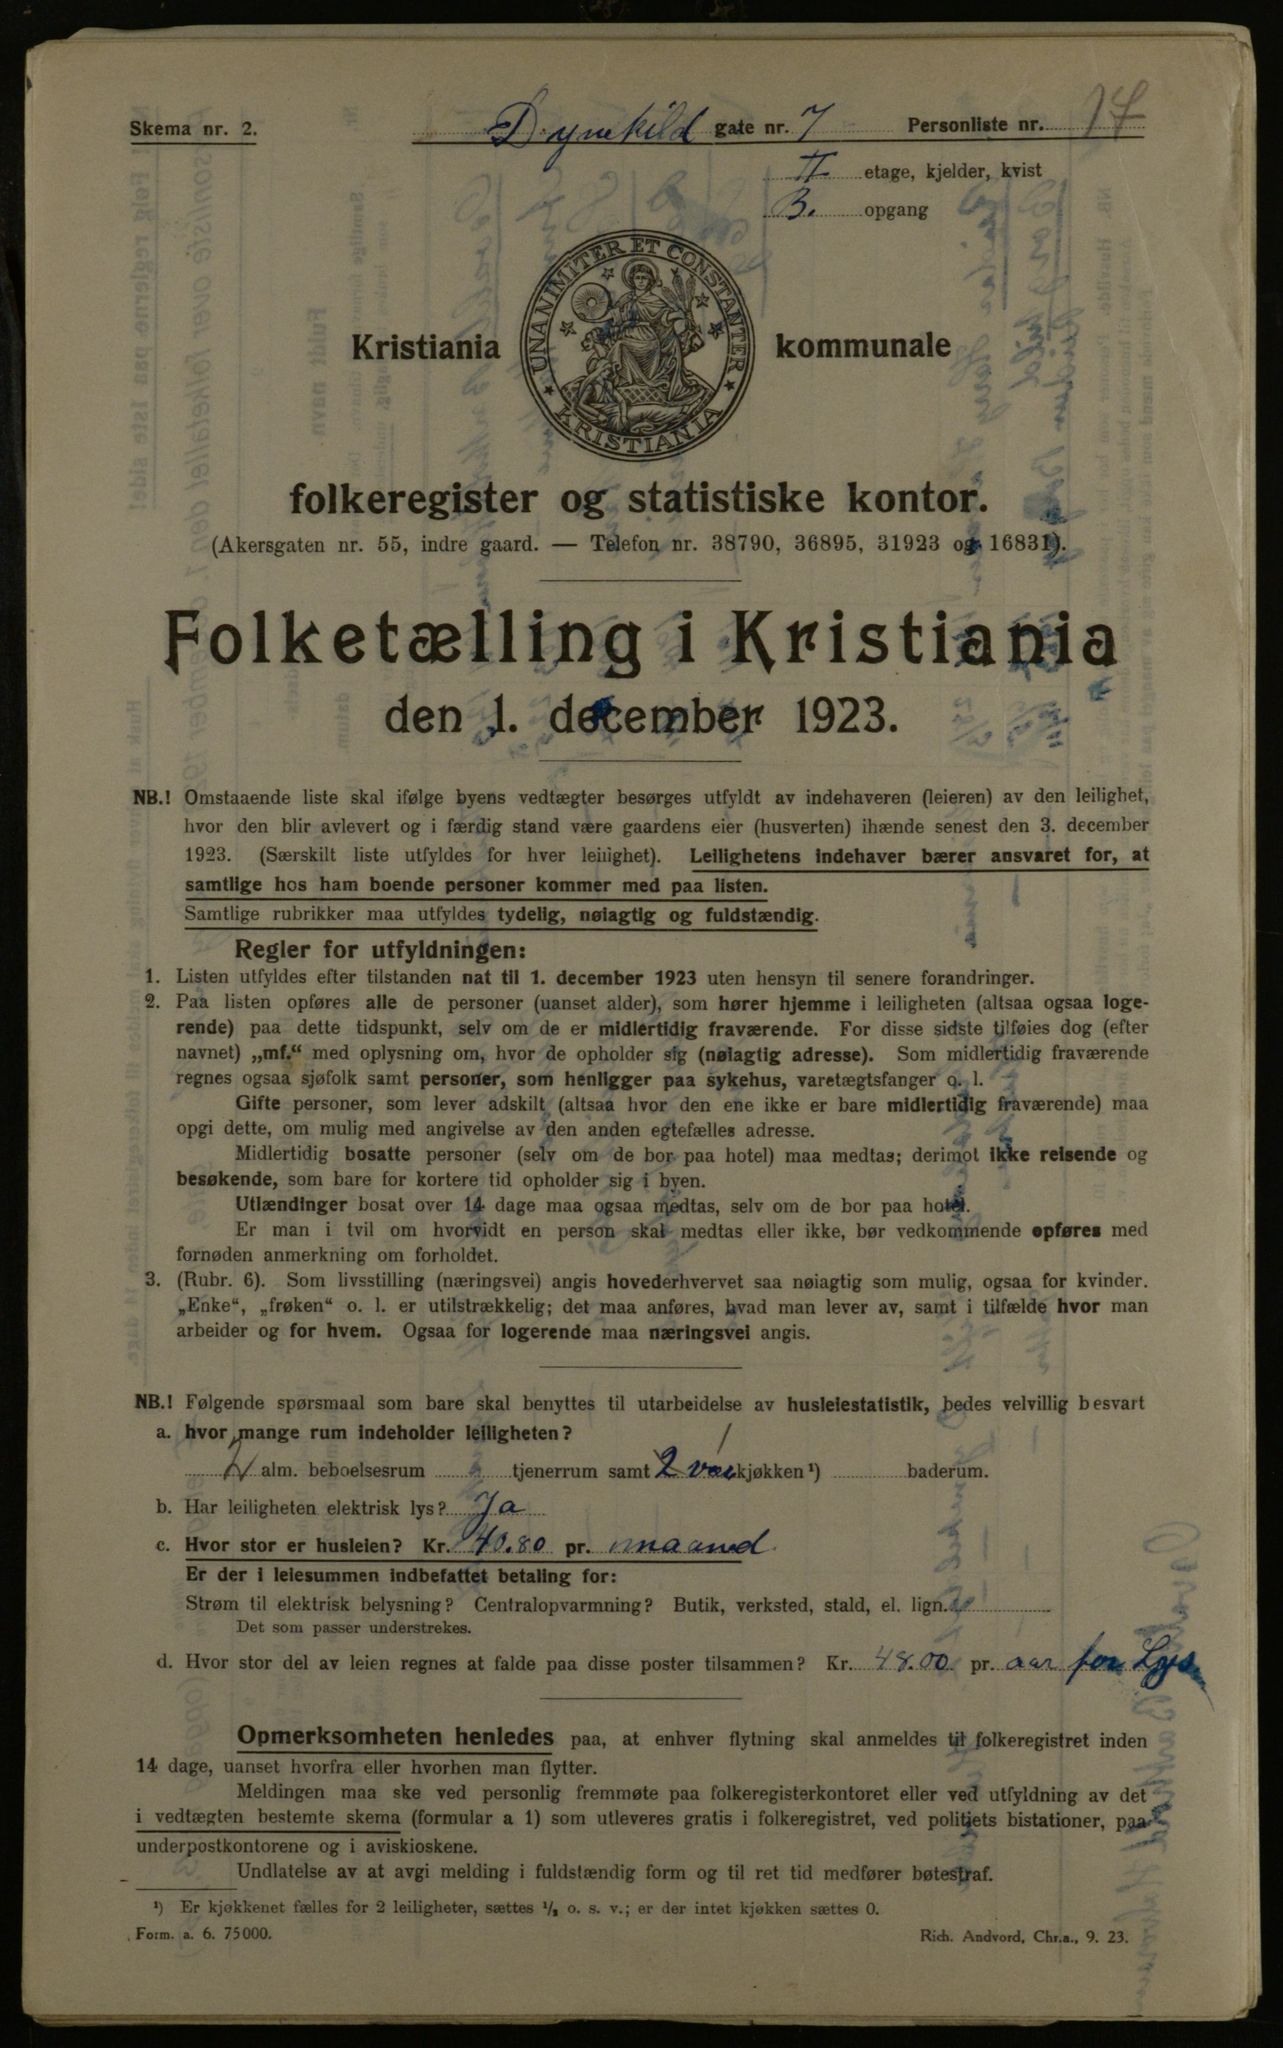 Skema nr. 2.
Dynekild gate nr. 7 Personliste nr. 17
II etage, kjelder, kvist
B. opgang
UNANIMITER ET CONSTANTER
KRISTIANIA
Kristiania kommunale
folkeregister og statistiske kontor.
(Akersgaten nr. 55, indre gaard. — Telefon nr. 38790, 36895, 31923 og 16831).
Folketælling i Kristiania
den 1. december 1923.
NB.! Omstaaende liste skal ifølge byens vedtægter besørges utfyldt av indehaveren (leieren) av den leilighet,
hvor den blir avlevert og i færdig stand være gaardens eier (husverten) ihænde senest den 3. december
1923. (Særskilt liste utfyldes for hver leilighet). Leilighetens indehaver bærer ansvaret for, at
samtlige hos ham boende personer kommer med paa listen.
Samtlige rubrikker maa utfyldes tydelig, nøiagtig og fuldstændig.
Regler for utfyldningen:
1. Listen utfyldes efter tilstanden nat til 1. december 1923 uten hensyn til senere forandringer.
2. Paa listen opføres alle de personer (uanset alder), som hører hjemme i leiligheten (altsaa ogsaa loge-
rende) paa dette tidspunkt, selv om de er midlertidig fraværende. For disse sidste tilføies dog (efter
navnet) „mf.“ med oplysning om, hvor de opholder sig (nøiagtig adresse). Som midlertidig fraværende
regnes ogsaa sjøfolk samt personer, som henligger paa sykehus, varetægtsfanger o. l.
Gifte personer, som lever adskilt (altsaa hvor den ene ikke er bare midlertidig fraværende) maa
opgi dette, om mulig med angivelse av den anden egtefælles adresse.
Midlertidig bosatte personer (selv om de bor paa hotel) maa medtas; derimot ikke reisende og
besøkende, som bare for kortere tid opholder sig i byen.
Utlændinger bosat over 14 dage maa ogsaa medtas, selv om de bor paa hotel.
Er man i tvil om hvorvidt en person skal medtas eller ikke, bør vedkommende opføres med
fornøden anmerkning om forholdet.
3. (Rubr. 6). Som livsstilling (næringsvei) angis hovederhvervet saa nøiagtig som mulig, ogsaa for kvinder.
„Enke“, „frøken“ o. l. er utilstrækkelig; det maa anføres, hvad man lever av, samt i tilfælde hvor man
arbeider og for hvem. Ogsaa for logerende maa næringsvei angis.
NB.! Følgende spørsmaal som bare skal benyttes til utarbeidelse av husleiestatistik, bedes velvillig besvart
a. hvor mange rum indeholder leiligheten?
alm. beboelsesrum tjenerrum samt kjøkken ¹) baderum.
b. Har leiligheten elektrisk lys? Ja
c. Hvor stor er husleien? Kr. 40.80 pr. maaned
Er der i leiesummen indbefattet betaling for:
Strøm til elektrisk belysning? Centralopvarmning? Butik, verksted, stald, el. lign.
Det som passer understrekes.
d. Hvor stor del av leien regnes at falde paa disse poster tilsammen? Kr. 48.00 pr. aar for Lys
Opmerksomheten henledes paa, at enhver flytning skal anmeldes til folkeregistret inden
14 dage, uanset hvorfra eller hvorhen man flytter.
Meldingen maa ske ved personlig fremmøte paa folkeregisterkontoret eller ved utfyldning av det
i vedtægten bestemte skema (formular a 1) som utleveres gratis i folkeregistret, ved politiets bistationer, paa
underpostkontorene og i aviskioskene.
Undlatelse av at avgi melding i fuldstændig form og til ret tid medfører bøtestraf.
¹) Er kjøkkenet fælles for 2 leiligheter, sættes ½ o. s. v.; er der intet kjøkken sættes 0.
Form. a. 6. 75000. Rich. Andvord, Chr.a., 9. 23.